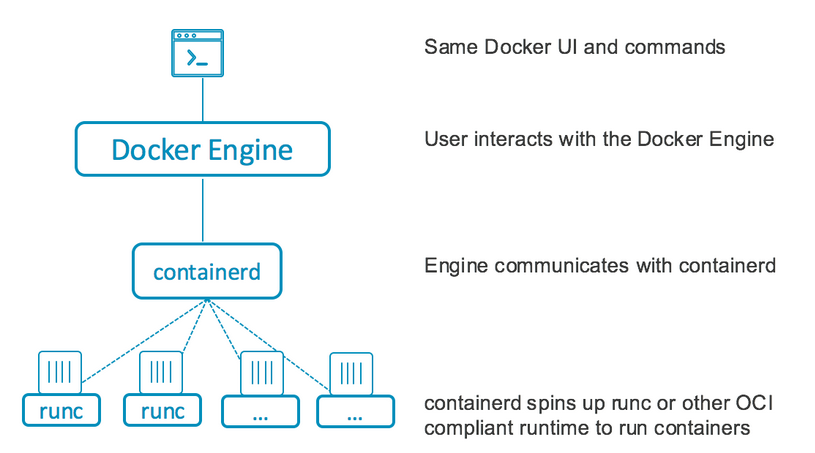 >_
Same Docker UI and commands
Docker Engine
User interacts with the Docker Engine
containerd
Engine communicates with containerd
runc
runc
...
...
containerd spins up runc or other OCI
compliant runtime to run containers